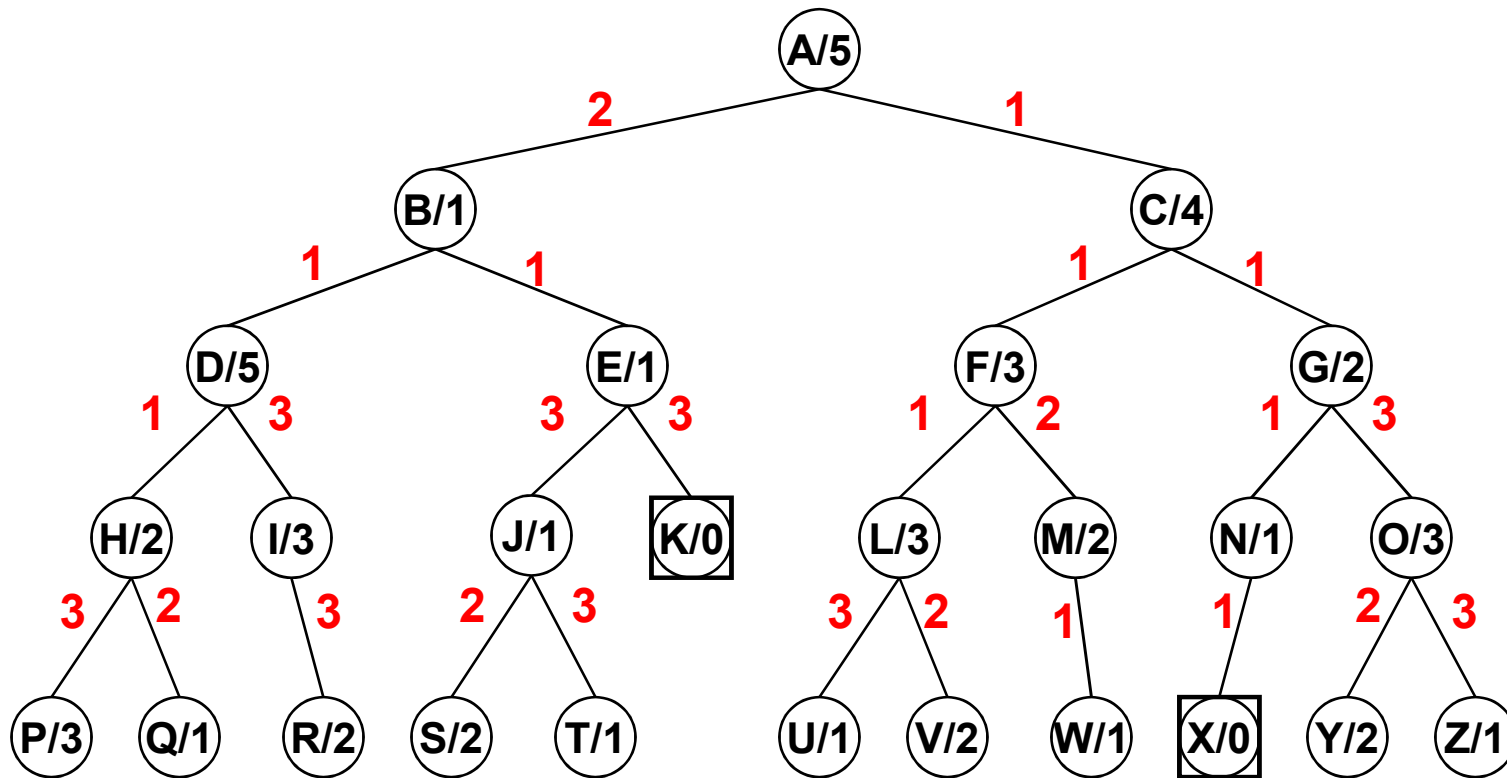 A/5
2 1
B/1 C/4
1 1 1 1
D/5 E/1 F/3 G/2
1 3 3 3 1 2 1 3
H/2 I/3 J/1 K/0 L/3 M/2 N/1 O/3
3 2 3 2 3 3 2 1 1 2 3
P/3 Q/1 R/2 S/2 T/1 U/1 V/2 W/1 X/0 Y/2 Z/1